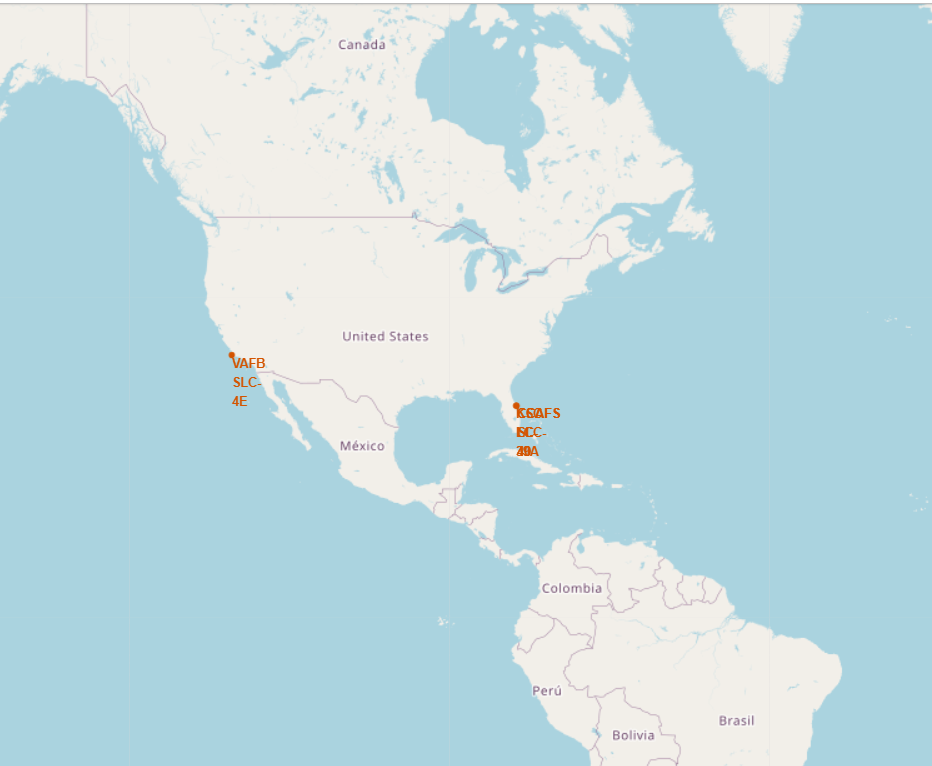 Canada
United States
VAFB
SLC-
4E
México
Colombia
Perú
Brasil
Bolivia